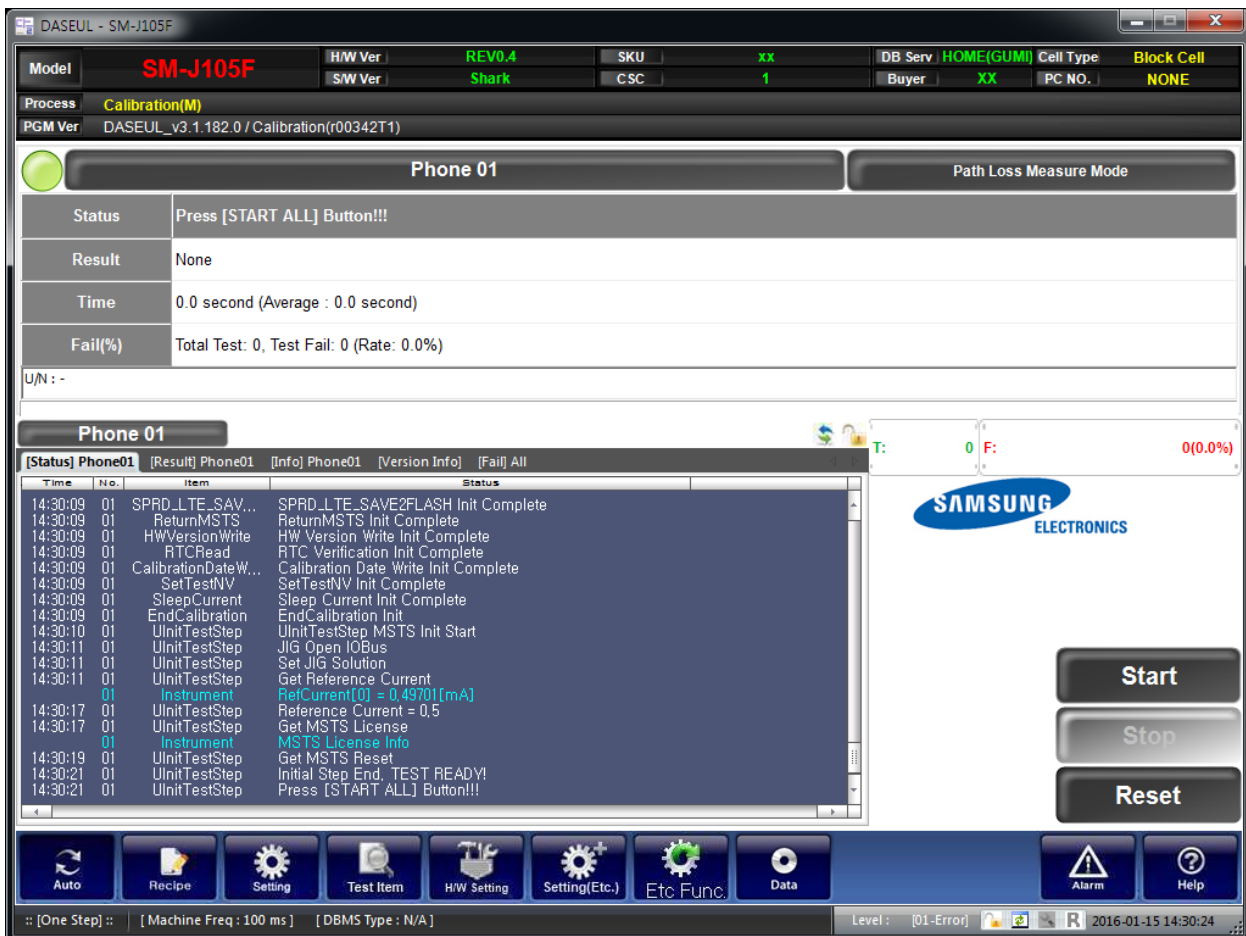 DASEUL - SM-J105F
Model SM-J105F H/W Ver REV0.4 SKU xx DB Serv HOME(GUMI) Cell Type Block Cell
S/W Ver Shark CSC 1 Buyer XX PC NO. NONE
Process Calibration(M)
PGM Ver DASEUL_v3.1.182.0 / Calibration(r00342T1)
Phone 01 Path Loss Measure Mode
Status Press [START ALL] Button!!!
Result None
Time 0.0 second (Average : 0.0 second)
Fail(%) Total Test: 0, Test Fail: 0 (Rate: 0.0%)
U/N : -
Phone 01
T: 0 F: 0(0.0%)
[Status] Phone01 [Result] Phone01 [Info] Phone01 [Version Info] [Fail] All
Time No. Item Status
14:30:09 01 SPRD_LTE_SAV... SPRD_LTE_SAVE2FLASH Init Complete
14:30:09 01 ReturnMSTS ReturnMSTS Init Complete
14:30:09 01 HWVersionWrite HW Version Write Init Complete
14:30:09 01 RTCRead RTC Verification Init Complete
14:30:09 01 CalibrationDateW... Calibration Date Write Init Complete
14:30:09 01 SetTestNV SetTestNV Init Complete
14:30:09 01 SleepCurrent Sleep Current Init Complete
14:30:09 01 EndCalibration EndCalibration Init
14:30:10 01 UInitTestStep UInitTestStep MSTS Init Start
14:30:11 01 UInitTestStep JIG Open IOBus
14:30:11 01 UInitTestStep Set JIG Solution
14:30:11 01 UInitTestStep Get Reference Current
01 Instrument RefCurrent[0] = 0,49701[mA]
14:30:17 01 UInitTestStep Reference Current = 0,5
14:30:17 01 UInitTestStep Get MSTS License
01 Instrument MSTS License Info
14:30:19 01 UInitTestStep Get MSTS Reset
14:30:21 01 UInitTestStep Initial Step End, TEST READY!
14:30:21 01 UInitTestStep Press [START ALL] Button!!!
SAMSUNG
ELECTRONICS
Start
Stop
Reset
Auto Recipe Setting Test Item H/W Setting Setting(Etc.) Etc Func. Data Alarm Help
:: [One Step] :: [ Machine Freq : 100 ms ] [ DBMS Type : N/A ] Level : [01-Error] R 2016-01-15 14:30:24